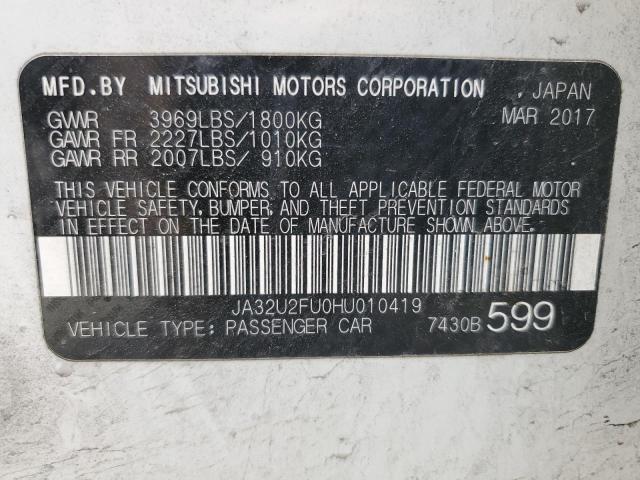 MFD.BY MITSUBISHI MOTORS CORPORATION, JAPAN
GVWR 3969LBS/1800KG MAR 2017
GAWR FR 2227LBS/1010KG
GAWR RR 2007LBS/ 910KG
THIS VEHICLE CONFORMS TO ALL APPLICABLE FEDERAL MOTOR
VEHICLE SAFETY, BUMPER, AND THEFT PREVENTION STANDARDS
IN EFFECT ON THE DATE OF MANUFACTURE SHOWN ABOVE.
JA32U2FU0HU010419
VEHICLE TYPE: PASSENGER CAR 7430B 599